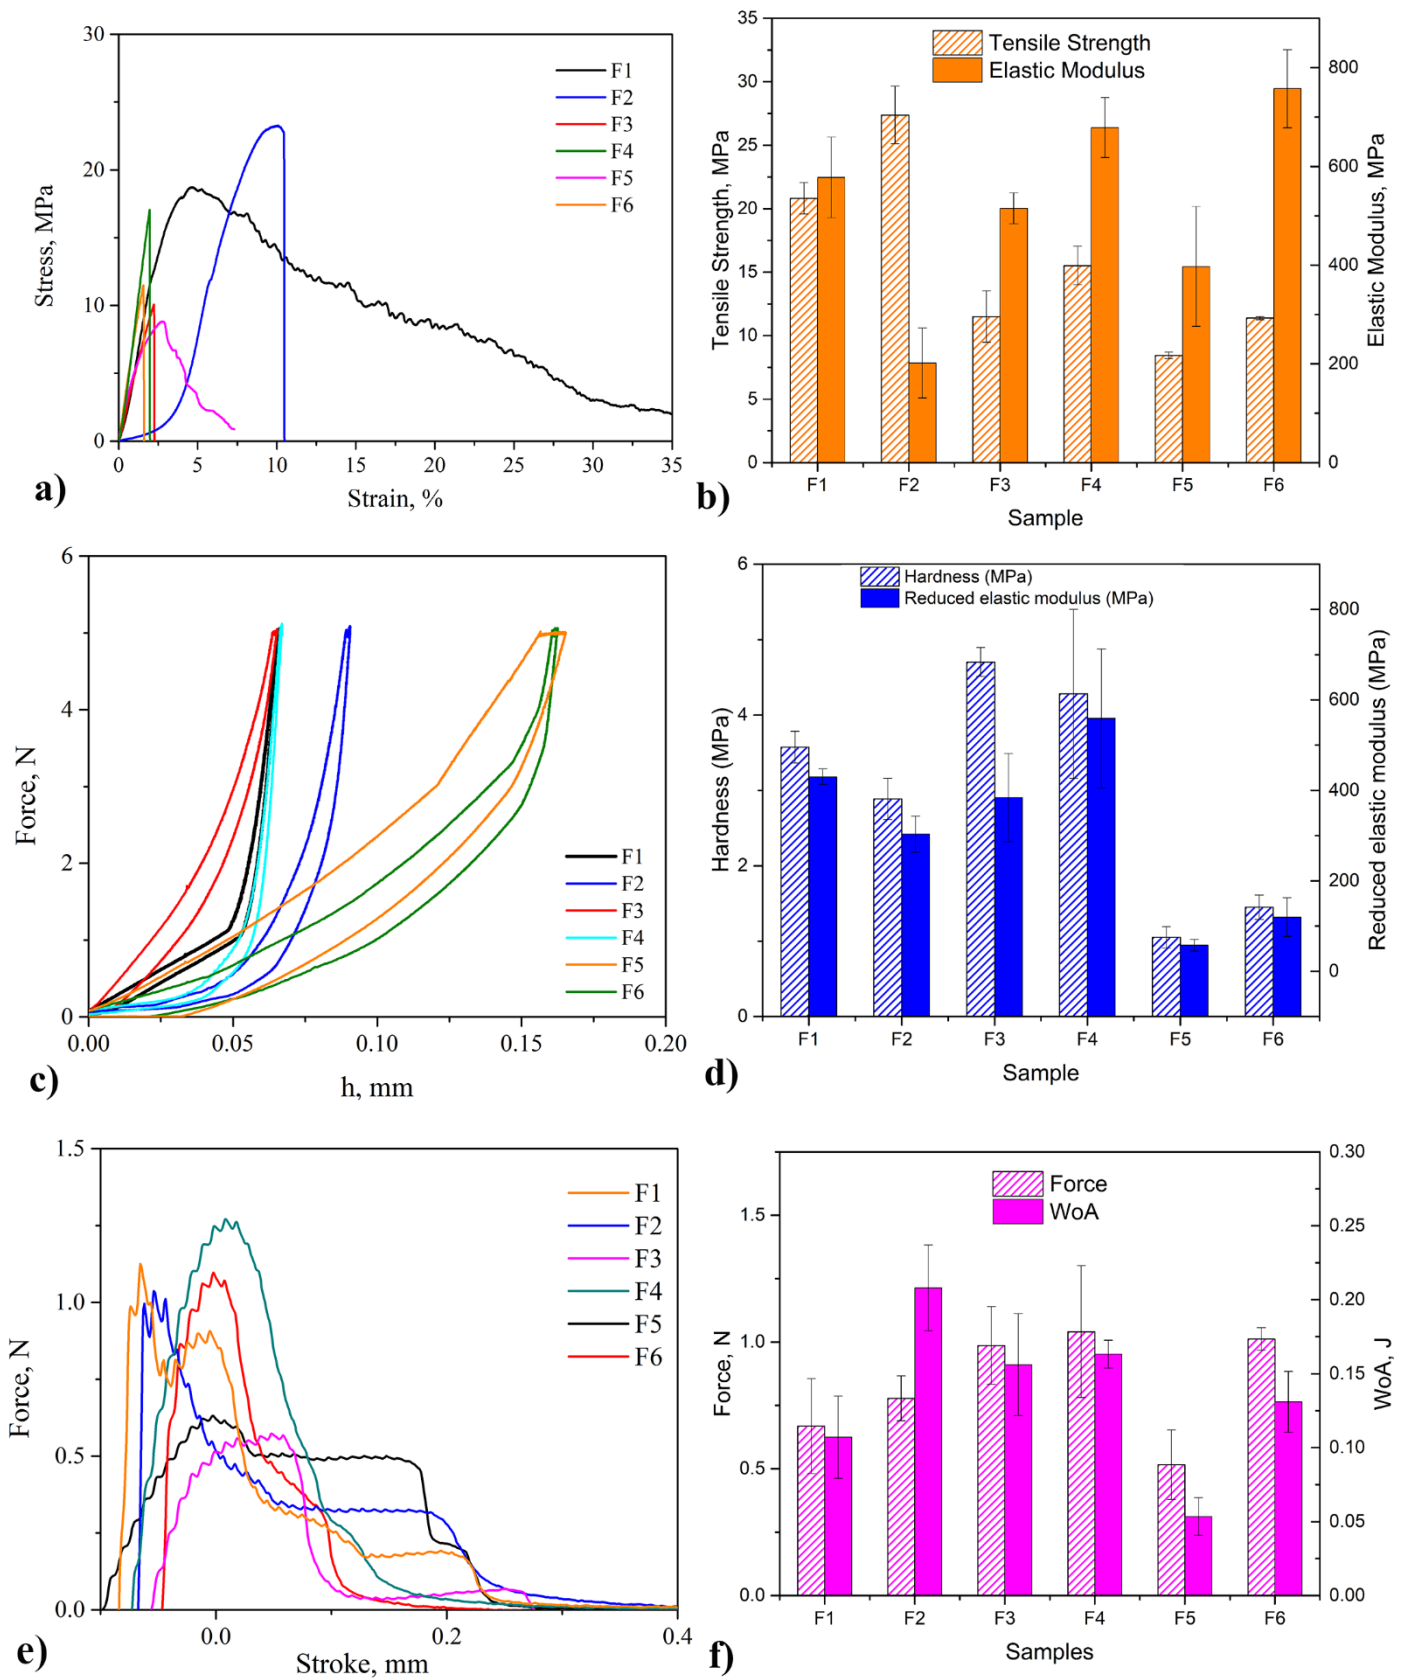 30
20
10
0
Stress, MPa
F1
F2
F3
F4
F5
F6
0 5 10 15 20 25 30 35
Strain, %
a)
35
30
25
20
15
10
5
0
Tensile Strength, MPa
Tensile Strength
Elastic Modulus
800
600
400
200
0
Elastic Modulus, MPa
F1 F2 F3 F4 F5 F6
Sample
b)
6
4
2
0
Force, N
F1
F2
F3
F4
F5
F6
0.00 0.05 0.10 0.15 0.20
h, mm
c)
6
4
2
0
Hardness (MPa)
Hardness (MPa)
Reduced elastic modulus (MPa)
800
600
400
200
0
Reduced elastic modulus (MPa)
F1 F2 F3 F4 F5 F6
Sample
d)
1.5
1.0
0.5
0.0
Force, N
F1
F2
F3
F4
F5
F6
0.0 0.2 0.4
Stroke, mm
e)
1.5
1.0
0.5
0.0
Force, N
Force
WoA
0.30
0.25
0.20
0.15
0.10
0.05
0.00
WoA, J
F1 F2 F3 F4 F5 F6
Samples
f)